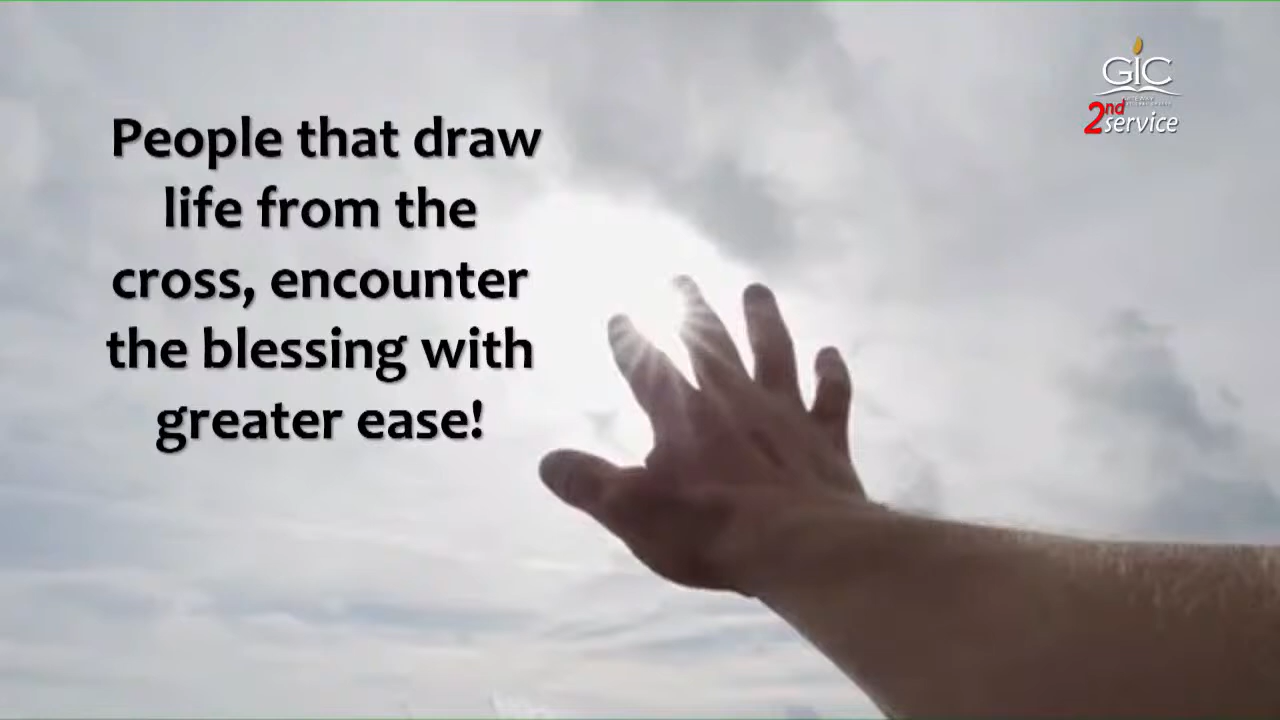 People that draw
life from the
cross, encounter
the blessing with
greater ease!
GIC
2nd service